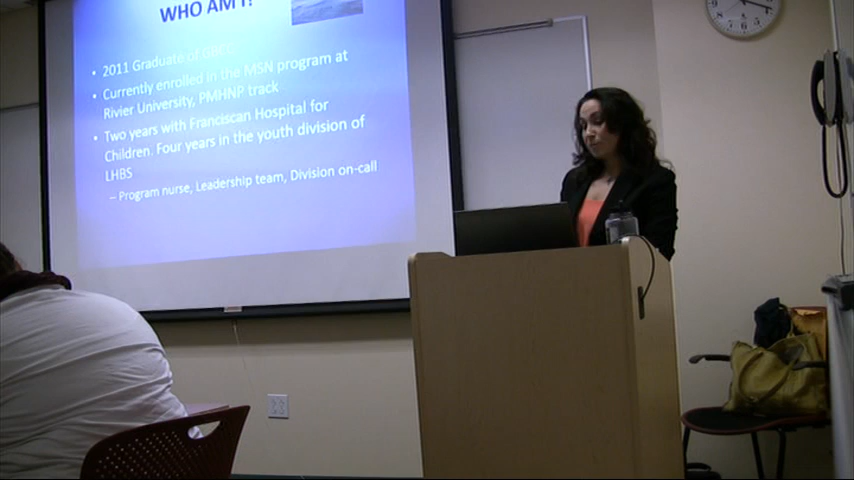 WHO AM I?
• 2011 Graduate of GBCC
• Currently enrolled in the MSN program at
Rivier University, PMHNP track
• Two years with Franciscan Hospital for
Children. Four years in the youth division of
LHBS
– Program nurse, Leadership team, Division on-call